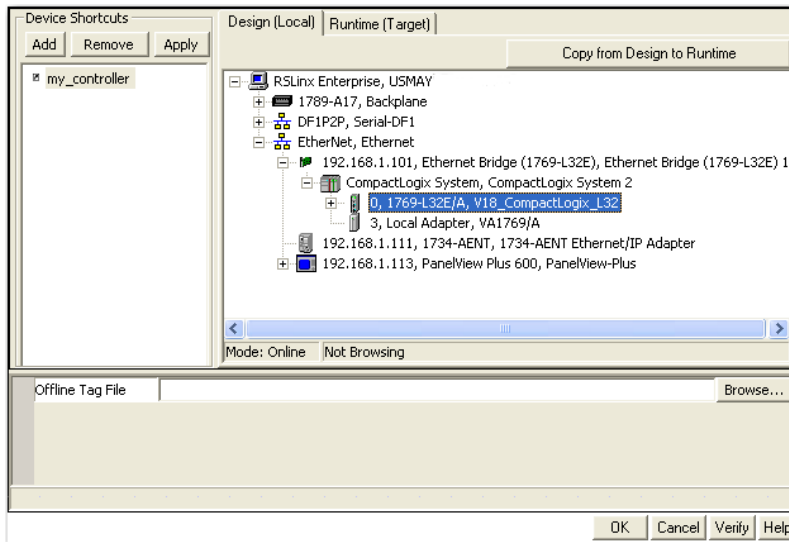 Device Shortcuts
Add Remove Apply
my_controller
Design (Local) Runtime (Target)
Copy from Design to Runtime
RSLinx Enterprise, USMAY
1789-A17, Backplane
DF1P2P, Serial-DF1
EtherNet, Ethernet
192.168.1.101, Ethernet Bridge (1769-L32E), Ethernet Bridge (1769-L32E) 1
CompactLogix System, CompactLogix System 2
0, 1769-L32E/A, V18_CompactLogix_L32
3, Local Adapter, VA1769/A
192.168.1.111, 1734-AENT, 1734-AENT Ethernet/IP Adapter
192.168.1.113, PanelView Plus 600, PanelView-Plus
Mode: Online Not Browsing
Offline Tag File Browse...
OK Cancel Verify Help